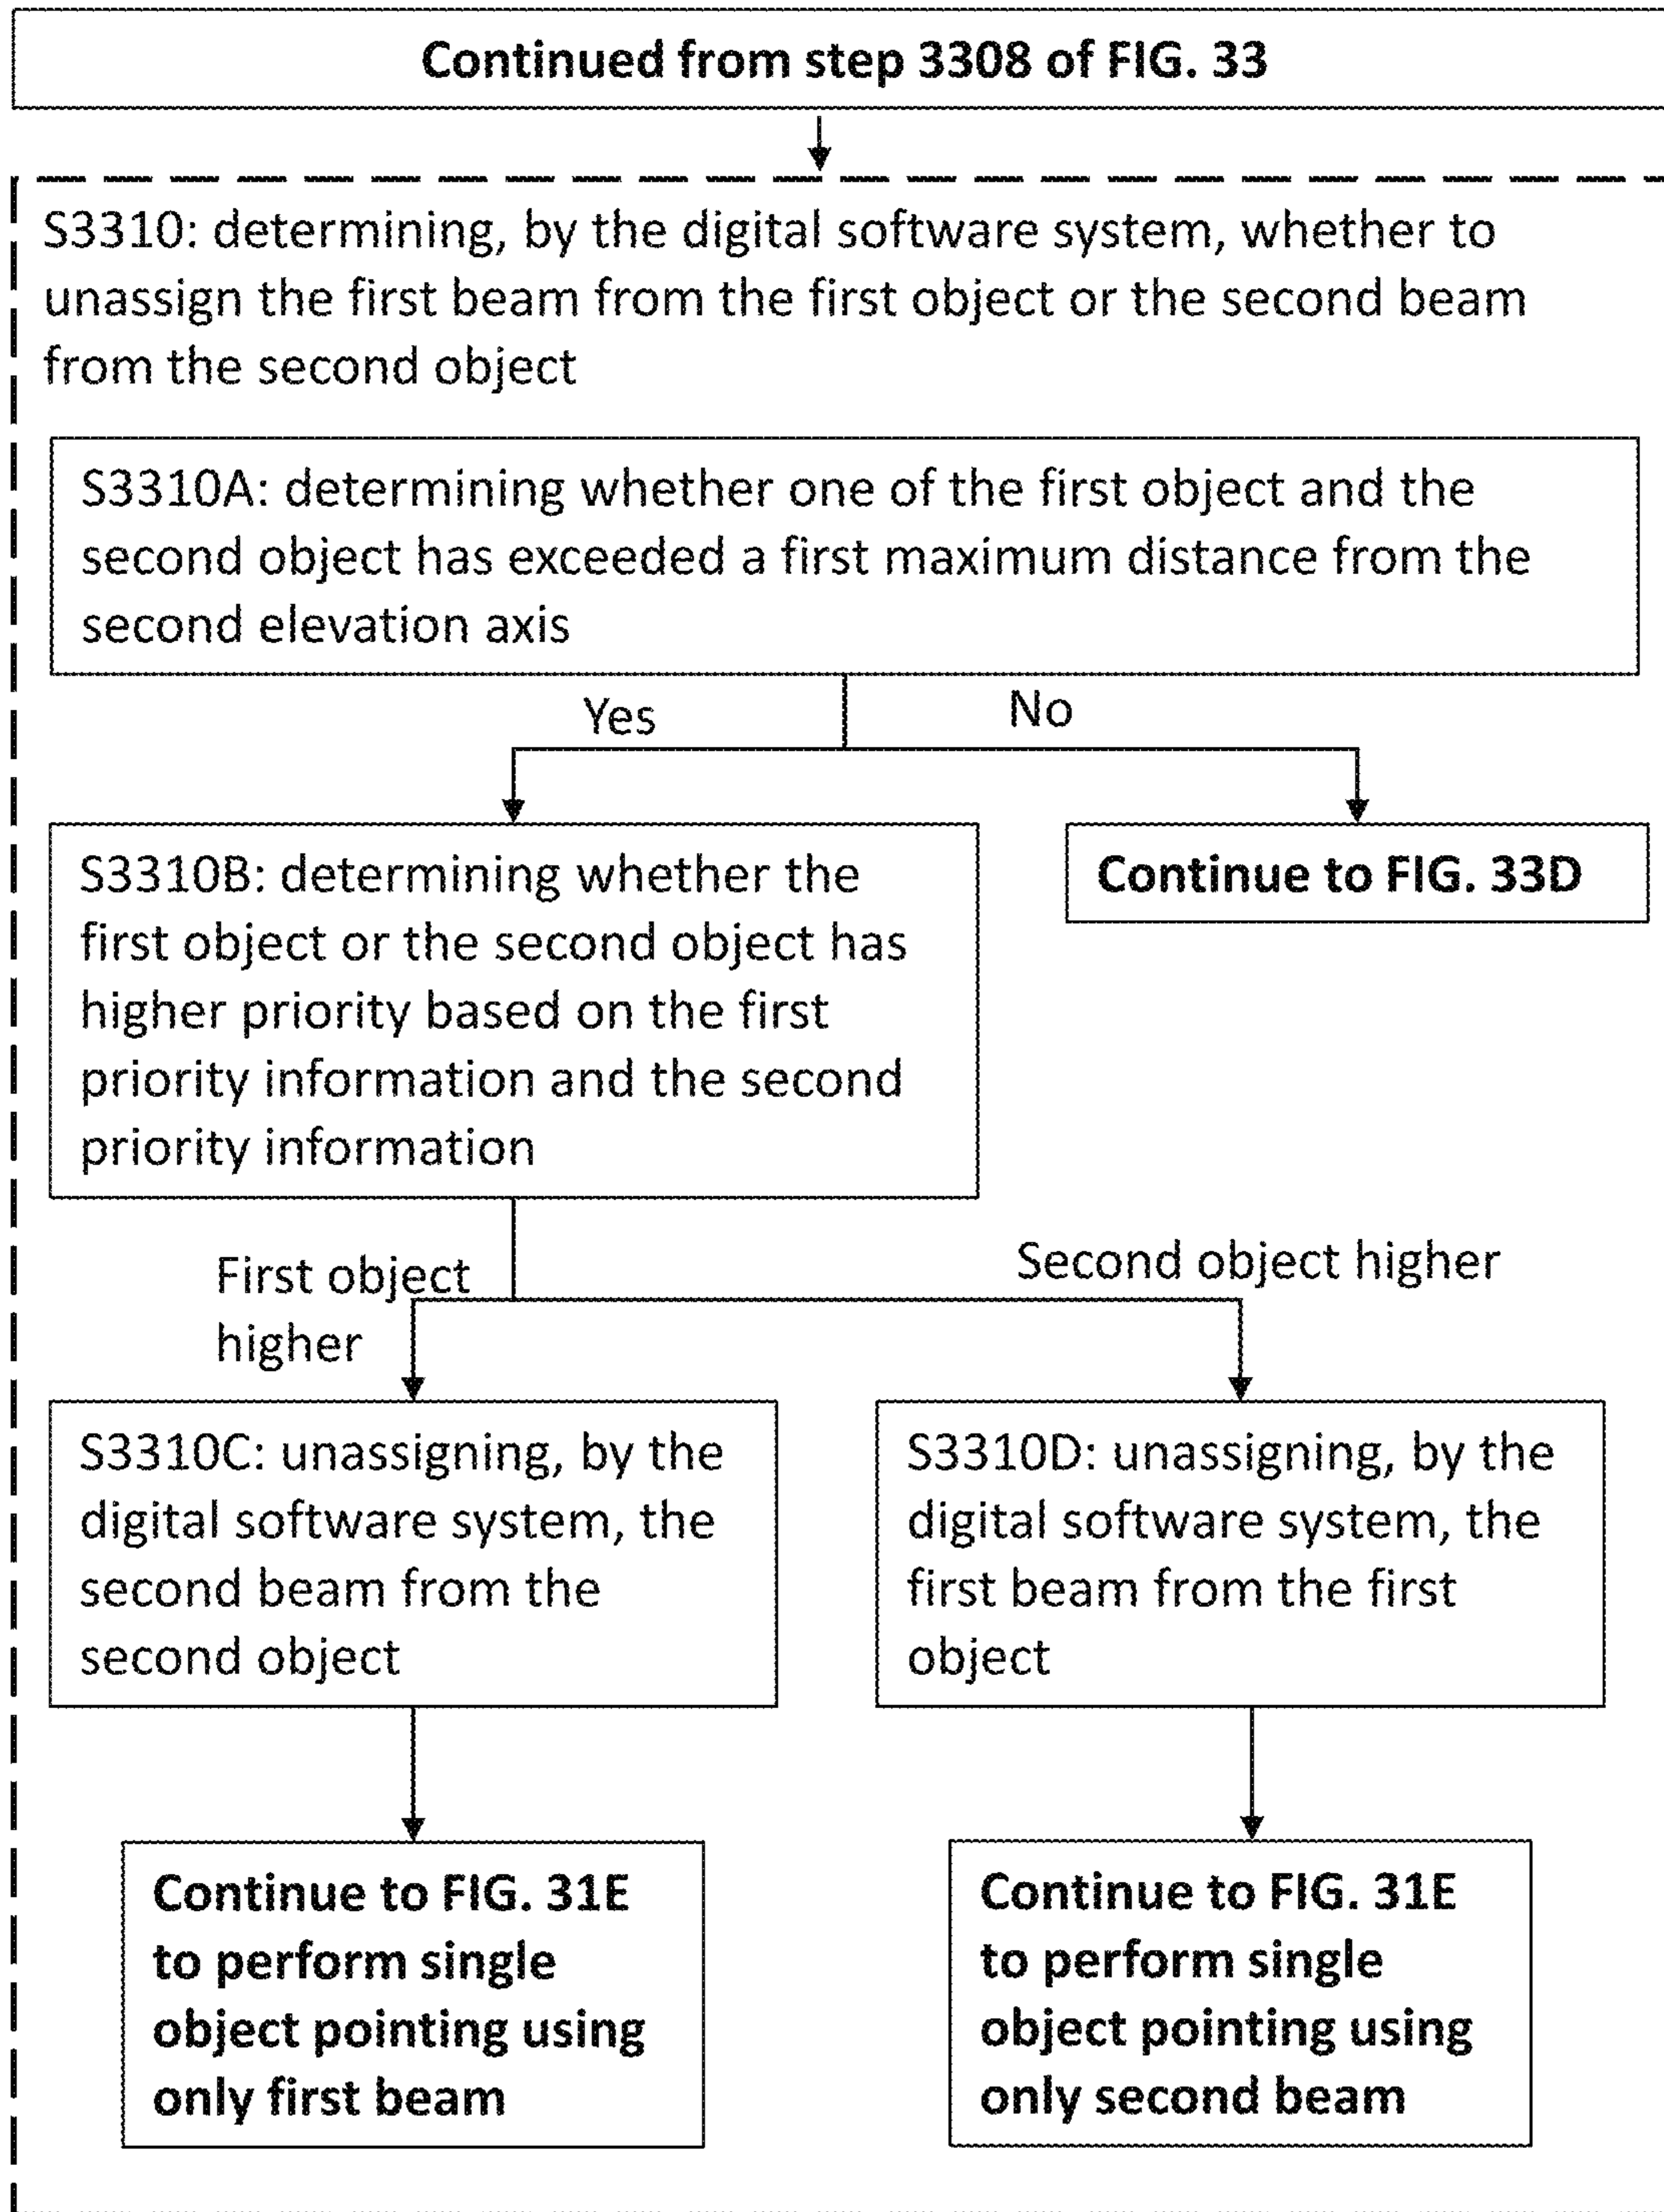 Continued from step 3308 of FIG. 33
S3310: determining, by the digital software system, whether to
unassign the first beam from the first object or the second beam
from the second object
S3310A: determining whether one of the first object and the
second object has exceeded a first maximum distance from the
second elevation axis
Yes
No
S3310B: determining whether the
first object or the second object has
higher priority based on the first
priority information and the second
priority information
Continue to FIG. 33D
First object
higher
Second object higher
S3310C: unassigning, by the
digital software system, the
second beam from the
second object
S3310D: unassigning, by the
digital software system, the
first beam from the first
object
Continue to FIG. 31E
to perform single
object pointing using
only first beam
Continue to FIG. 31E
to perform single
object pointing using
only second beam